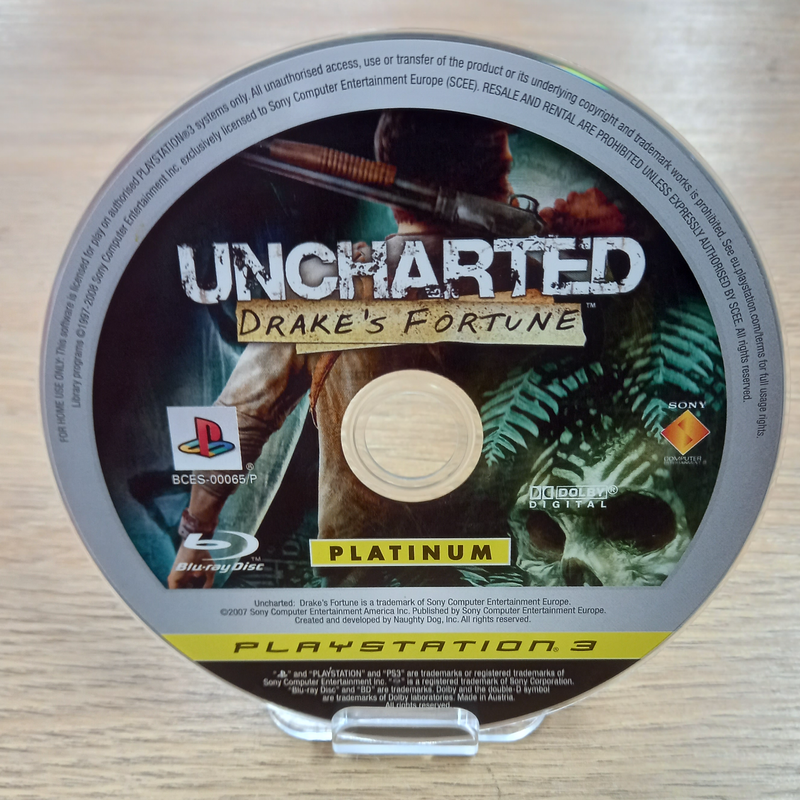 FOR HOME USE ONLY: This software is licensed for play on authorised PLAYSTATION®3 systems only. All unauthorised access, use or transfer of the product or its underlying copyright and trademark works is prohibited. See eu.playstation.com/terms for full usage rights.
Library programs ©1997-2008 Sony Computer Entertainment Inc. exclusively licensed to Sony Computer Entertainment Europe (SCEE). RESALE AND RENTAL ARE PROHIBITED UNLESS EXPRESSLY AUTHORISED BY SCEE. All rights reserved.
UNCHARTED
DRAKE'S FORTUNE™
®
BCES-00065/P
SONY
COMPUTER
ENTERTAINMENT
DOLBY®
DIGITAL
Blu-ray Disc™
PLATINUM
Uncharted: Drake's Fortune is a trademark of Sony Computer Entertainment Europe.
©2007 Sony Computer Entertainment America Inc. Published by Sony Computer Entertainment Europe.
Created and developed by Naughty Dog, Inc. All rights reserved.
PLAYSTATION®3
" " and "PLAYSTATION" and "PS3" are trademarks or registered trademarks of
Sony Computer Entertainment Inc. " " is a registered trademark of Sony Corporation.
"Blu-ray Disc" and "BD" are trademarks. Dolby and the double-D symbol
are trademarks of Dolby laboratories. Made in Austria.
All rights reserved.